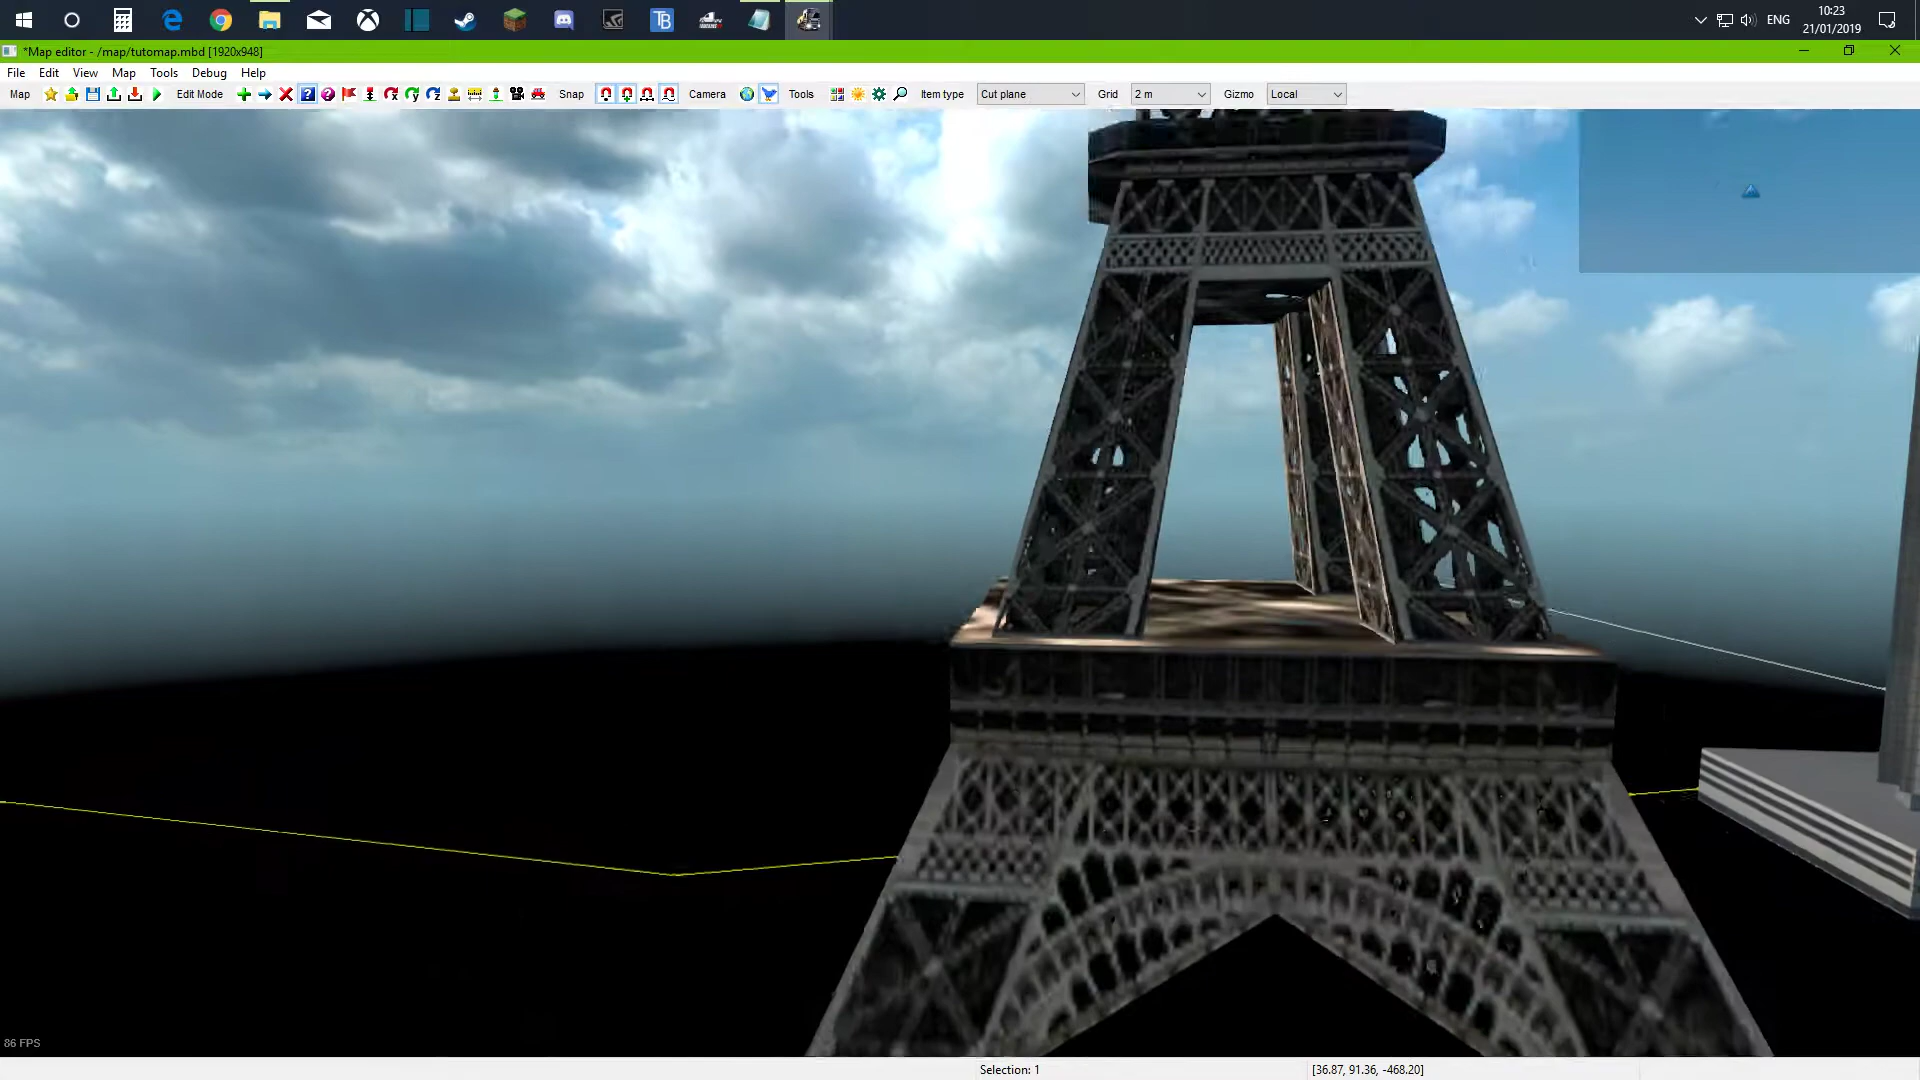 ENG
10:23
21/01/2019
*Map editor - /map/tutomap.mbd [1920x948]
File Edit View Map Tools Debug Help
Map Edit Mode Snap Camera Tools Item type Cut plane Grid 2 m Gizmo Local
86 FPS
Selection: 1
[36.87, 91.36, -468.20]